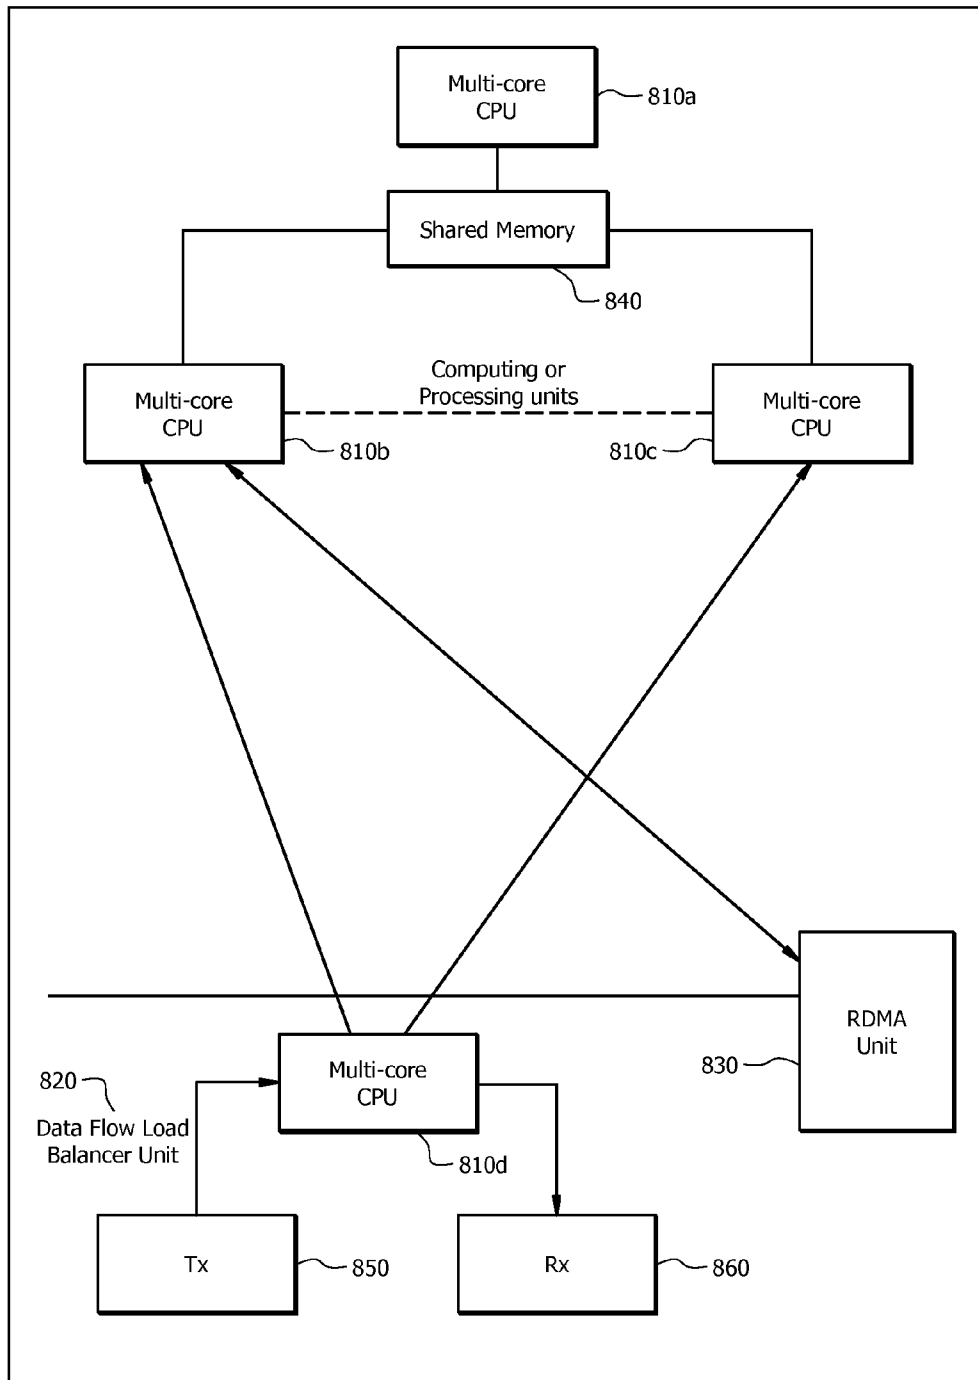 Multi-core
CPU
810a
Shared Memory
840
Computing or
Processing units
Multi-core
CPU
810b
Multi-core
CPU
810c
RDMA
Unit
830
Multi-core
CPU
810d
820
Data Flow Load
Balancer Unit
Tx
850
Rx
860